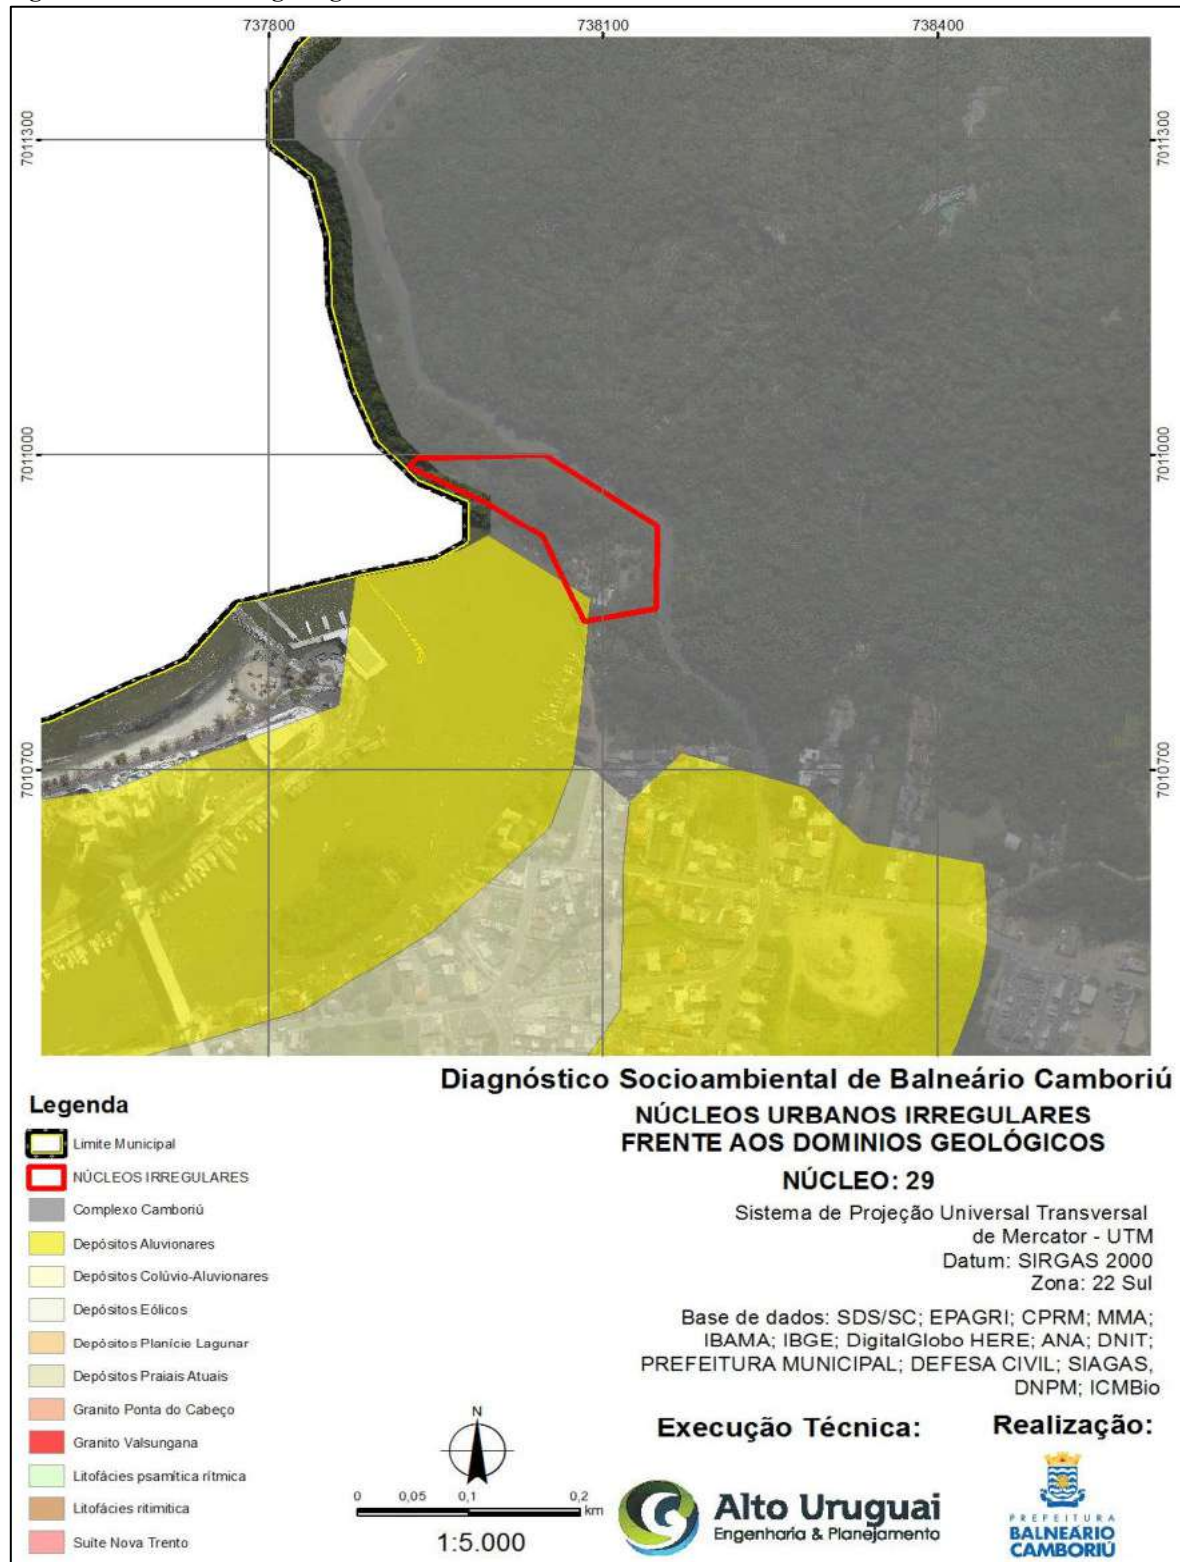 737800
738100
738400
7011300
7011300
7011000
7011000
7010700
7010700
Diagnóstico Socioambiental de Balneário Camboriú
NÚCLEOS URBANOS IRREGULARES
FRENTE AOS DOMINIOS GEOLÓGICOS
NÚCLEO: 29
Sistema de Projeção Universal Transversal
de Mercator - UTM
Datum: SIRGAS 2000
Zona: 22 Sul
Base de dados: SDS/SC; EPAGRI; CPRM; MMA;
IBAMA; IBGE; DigitalGlobo HERE; ANA; DNIT;
PREFEITURA MUNICIPAL; DEFESA CIVIL; SIAGAS,
DNPM; ICMBio
Legenda
Limite Municipal
NÚCLEOS IRREGULARES
Complexo Camboriú
Depósitos Aluvionares
Depósitos Colúvio-Aluvionares
Depósitos Eólicos
Depósitos Planície Lagunar
Depósitos Praiais Atuais
Granito Ponta do Cabeço
Granito Valsungana
Litofácies psamítica rítmica
Litofácies ritimitica
Suíte Nova Trento
N
0 0,05 0,1 0,2
km
1:5.000
Execução Técnica:
Alto Uruguai
Engenharia & Planejamento
Realização:
PREFEITURA
BALNEÁRIO
CAMBORIÚ